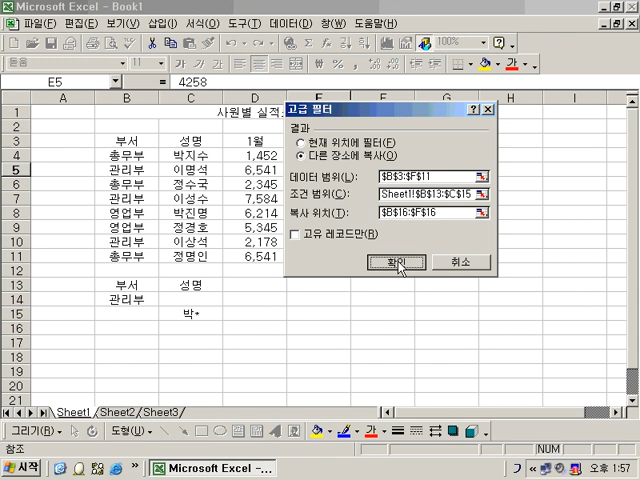 Microsoft Excel - Book1
파일(F) 편집(E) 보기(V) 삽입(I) 서식(O) 도구(T) 데이터(D) 창(W) 도움말(H)
100%
돋움 11 가 가 가
E5 = 4258
A B C D E F G H I
1 사원별 실적
2
3 부서 성명 1월
4 총무부 박지수 1,452
5 관리부 이명석 6,541
6 총무부 정수국 2,345
7 관리부 이성수 7,584
8 영업부 박진명 6,214
9 영업부 정경호 5,345
10 관리부 이상석 2,178
11 총무부 정명인 6,541
12
13 부서 성명
14 관리부
15 박*
16
17
18
19
20
21
고급 필터
결과
현재 위치에 필터(F)
다른 장소에 복사(O)
데이터 범위(L): $B$3:$F$11
조건 범위(C): Sheet1!$B$13:$C$15
복사 위치(T): $B$16:$F$16
고유 레코드만(R)
확인 취소
Sheet1 Sheet2 Sheet3
그리기(R) 도형(U) 가
참조 NUM
시작 Microsoft Excel -... 오후 1:57